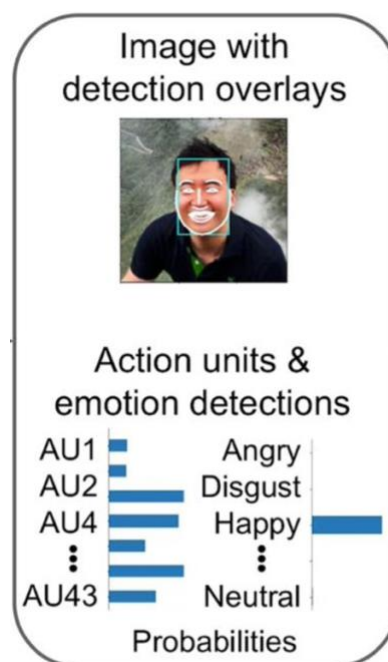 Image with
detection overlays
Action units &
emotion detections
AU1
AU2
AU4
AU43
Angry
Disgust
Happy
Neutral
Probabilities